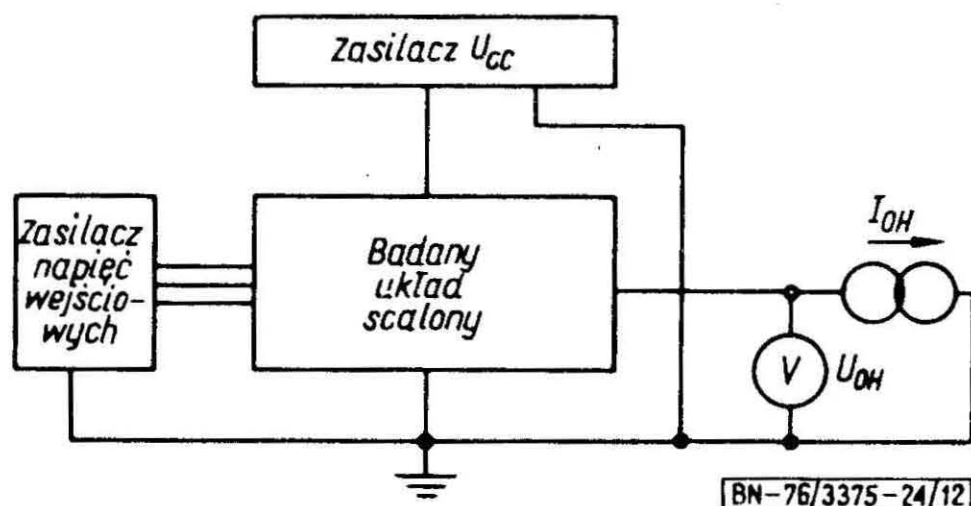 Zasilacz U_CC
Zasilacz
napięć
wejścio-
wych
Badany
układ
scalony
I_OH
V
U_OH
BN-76/3375-24/12